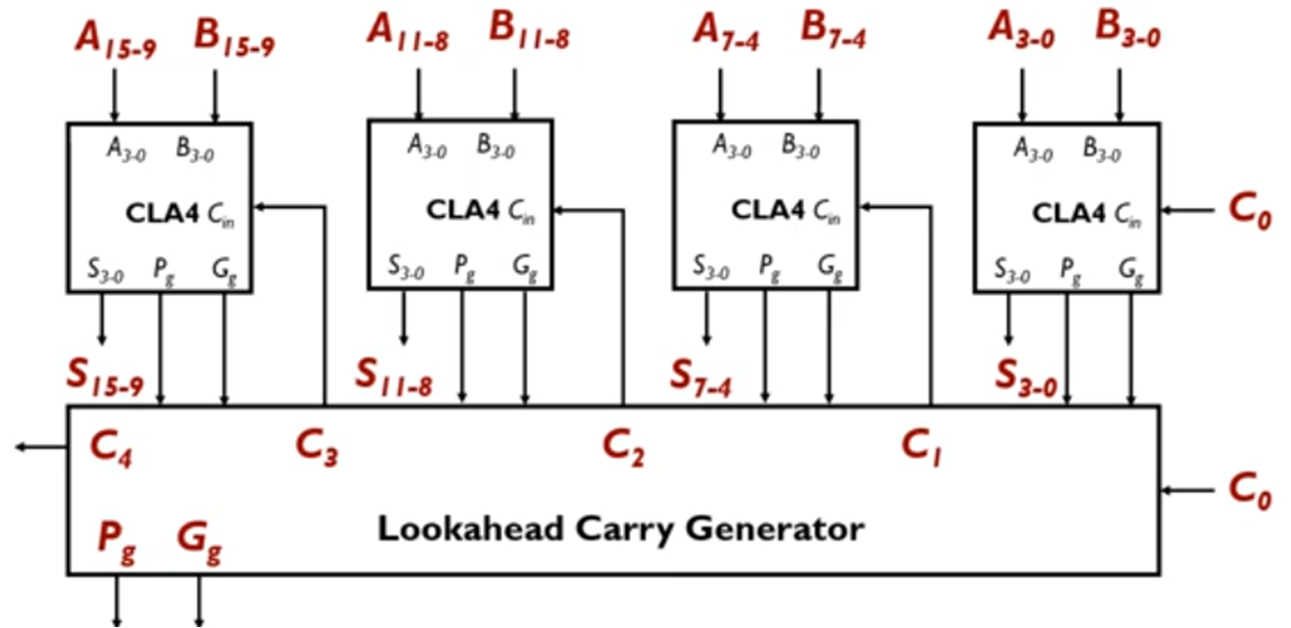 A15-9 B15-9 A11-8 B11-8 A7-4 B7-4 A3-0 B3-0
A3-0 B3-0 A3-0 B3-0 A3-0 B3-0 A3-0 B3-0
CLA4 Cin CLA4 Cin CLA4 Cin CLA4 Cin C0
S3-0 Pg Gg S3-0 Pg Gg S3-0 Pg Gg S3-0 Pg Gg
S15-9 S11-8 S7-4 S3-0
C4 C3 C2 C1
C0
Pg Gg Lookahead Carry Generator